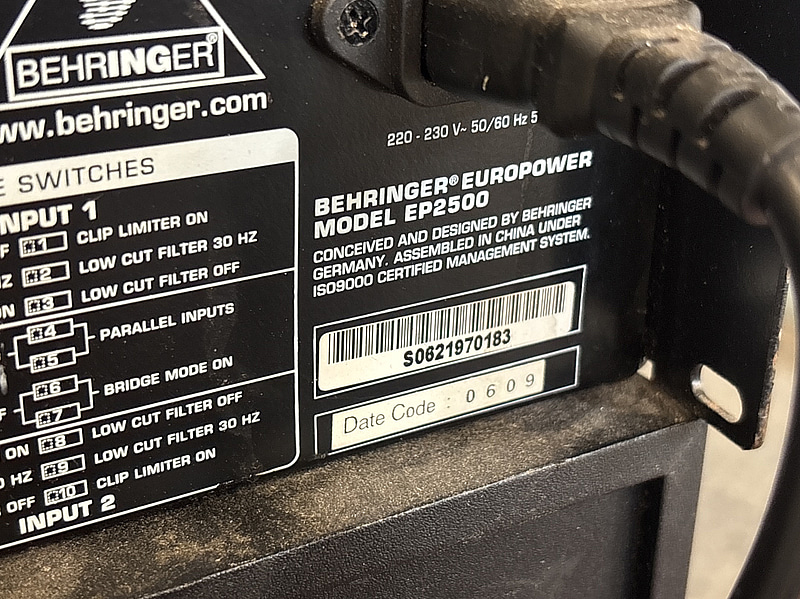 BEHRINGER®
ww.behringer.com
220 - 230 V~ 50/60 Hz 5
E SWITCHES
INPUT 1
F 1 CLIP LIMITER ON
HZ 2 LOW CUT FILTER 30 HZ
ON 3 LOW CUT FILTER OFF
4 PARALLEL INPUTS
5
6 BRIDGE MODE ON
F 7
ON 8 LOW CUT FILTER OFF
0 HZ 9 LOW CUT FILTER 30 HZ
OFF 10 CLIP LIMITER ON
INPUT 2
BEHRINGER® EUROPOWER
MODEL EP2500
CONCEIVED AND DESIGNED BY BEHRINGER
GERMANY. ASSEMBLED IN CHINA UNDER
ISO9000 CERTIFIED MANAGEMENT SYSTEM.
S0621970183
Date Code : 0609